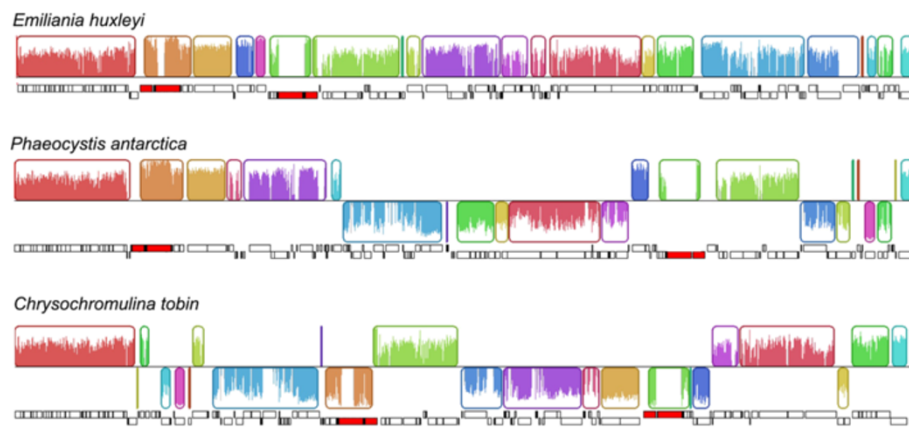 Emiliania huxleyi
Phaeocystis antarctica
Chrysochromulina tobin